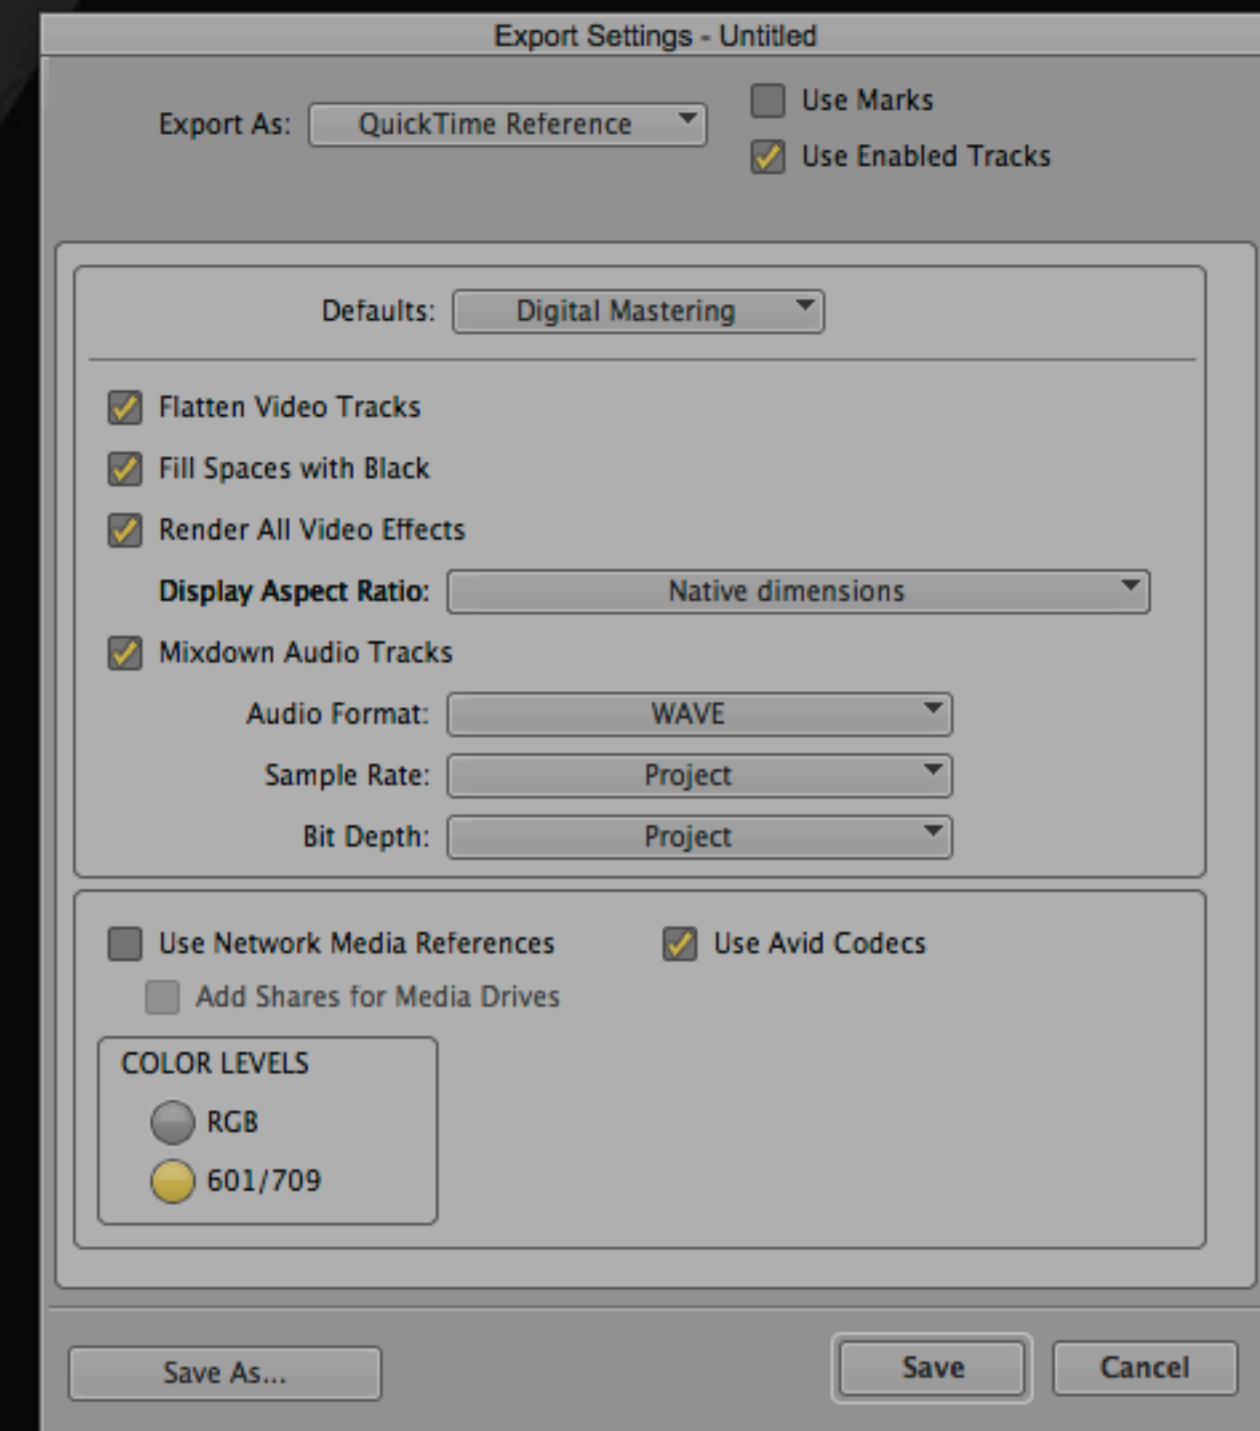 Export Settings - Untitled
Export As: QuickTime Reference
Use Marks
Use Enabled Tracks
Defaults: Digital Mastering
Flatten Video Tracks
Fill Spaces with Black
Render All Video Effects
Display Aspect Ratio: Native dimensions
Mixdown Audio Tracks
Audio Format: WAVE
Sample Rate: Project
Bit Depth: Project
Use Network Media References
Use Avid Codecs
Add Shares for Media Drives
COLOR LEVELS
RGB
601/709
Save As...
Save
Cancel